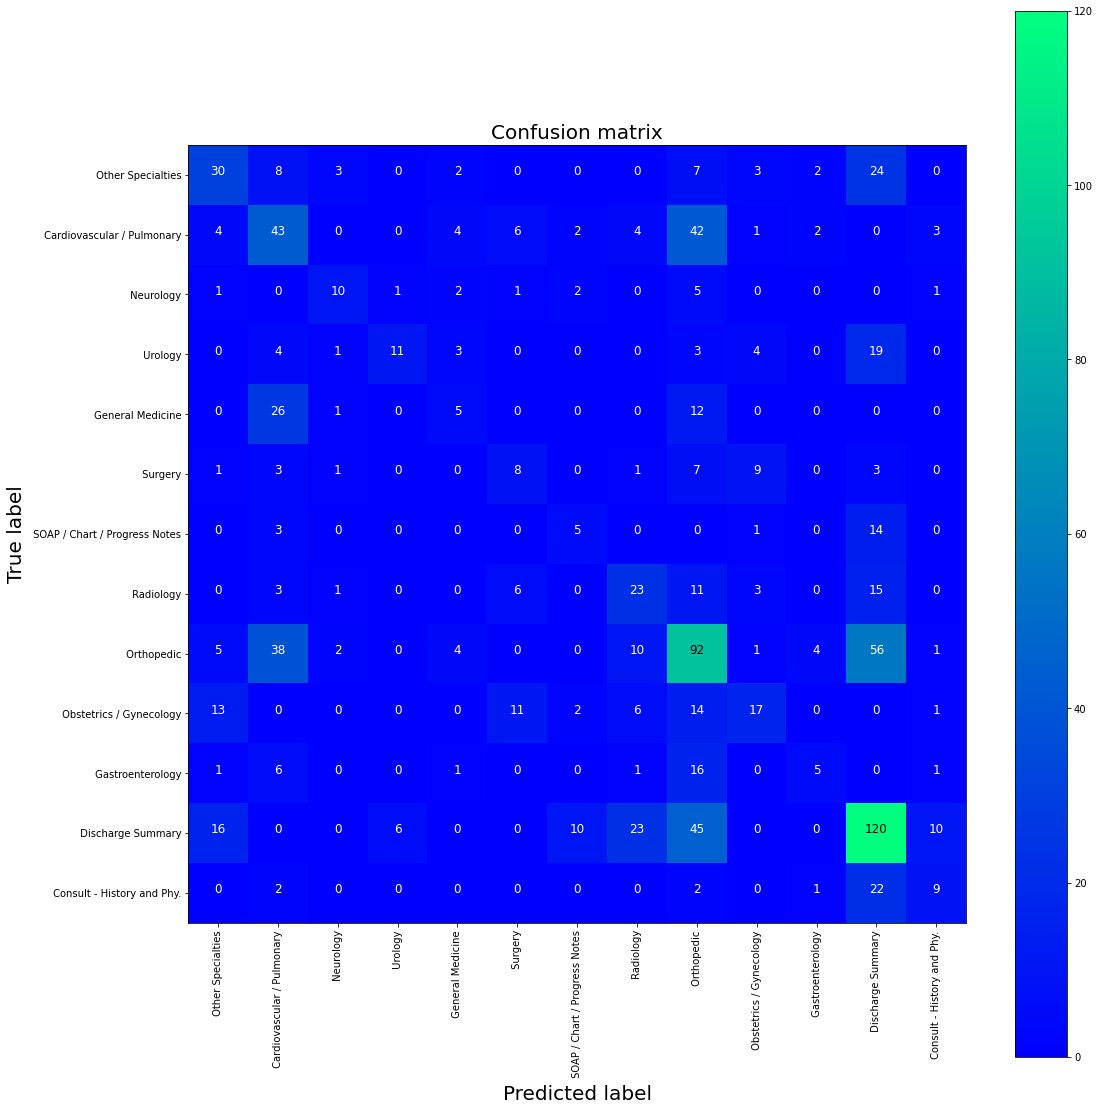 Confusion matrix
True label
Other Specialties 30 8 3 0 2 0 0 0 7 3 2 24 0
Cardiovascular / Pulmonary 4 43 0 0 4 6 2 4 42 1 2 0 3
Neurology 1 0 10 1 2 1 2 0 5 0 0 0 1
Urology 0 4 1 11 3 0 0 0 3 4 0 19 0
General Medicine 0 26 1 0 5 0 0 0 12 0 0 0 0
Surgery 1 3 1 0 0 8 0 1 7 9 0 3 0
SOAP / Chart / Progress Notes 0 3 0 0 0 0 5 0 0 1 0 14 0
Radiology 0 3 1 0 0 6 0 23 11 3 0 15 0
Orthopedic 5 38 2 0 4 0 0 10 92 1 4 56 1
Obstetrics / Gynecology 13 0 0 0 0 11 2 6 14 17 0 0 1
Gastroenterology 1 6 0 0 1 0 0 1 16 0 5 0 1
Discharge Summary 16 0 0 6 0 0 10 23 45 0 0 120 10
Consult - History and Phy. 0 2 0 0 0 0 0 0 2 0 1 22 9
Other Specialties
Cardiovascular / Pulmonary
Neurology
Urology
General Medicine
Surgery
SOAP / Chart / Progress Notes
Radiology
Orthopedic
Obstetrics / Gynecology
Gastroenterology
Discharge Summary
Consult - History and Phy.
Predicted label
120
100
80
60
40
20
0